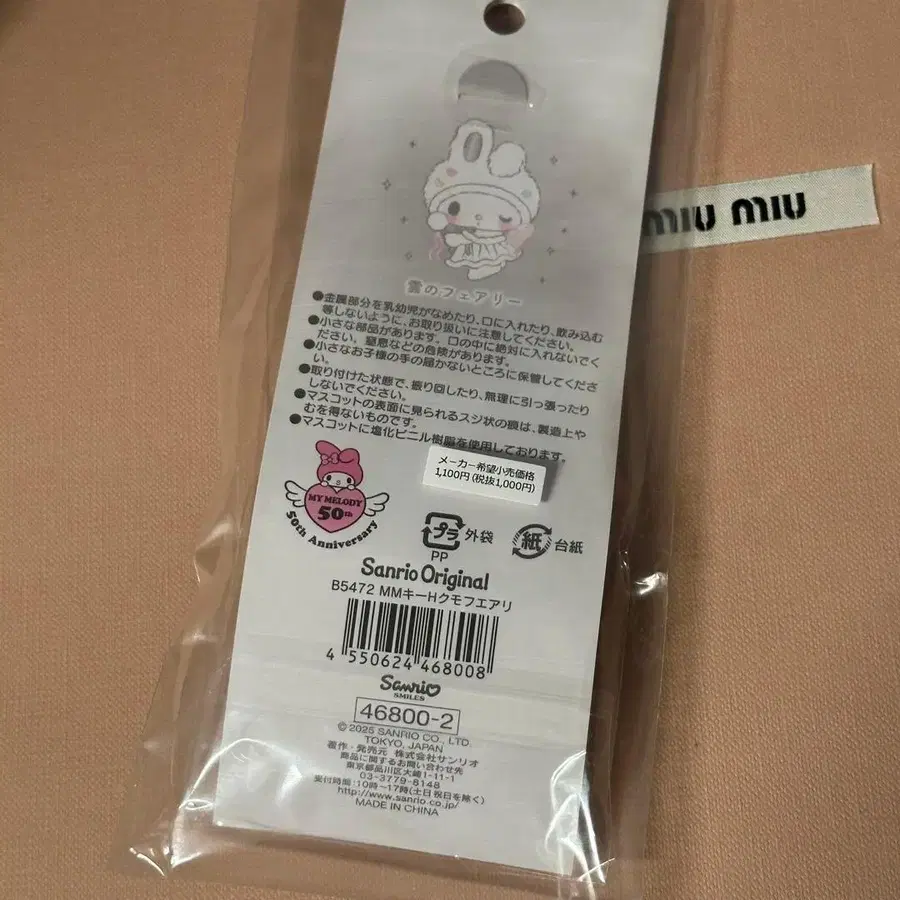 雲のフェアリー
●金属部分を乳幼児がなめたり、口に入れたり、飲み込む
等しないように、お取り扱いに注意してください。
●小さな部品があります。口の中に絶対に入れないでく
ださい。窒息などの危険があります。
●小さなお子様の手の届かないところに保管してくださ
い。
●取り付けた状態で、振り回したり、無理に引っ張ったり
しないでください。
●マスコットの表面に見られるスジ状の痕は、製造上や
むを得ないものです。
●マスコットに塩化ビニル樹脂を使用しております。
メーカー希望小売価格
1,100円(税抜1,000円)
MY MELODY
50th
50th Anniversary
プラ 外袋
PP
紙 台紙
Sanrio Original
B5472 MMキーHクモフエアリ
4 550624 468008
Sanrio
SMILES
46800-2
© 2025 SANRIO CO., LTD.
TOKYO, JAPAN
著作・発売元 株式会社サンリオ
商品に関するお問い合わせ先
東京都品川区大崎1-11-1
03-3779-8148
受付時間:10時~17時(土日祝日を除く)
http://www.sanrio.co.jp/
MADE IN CHINA
miu miu